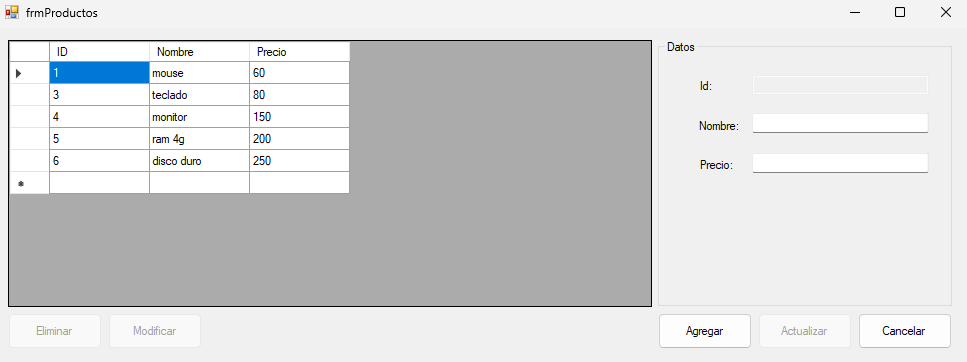 frmProductos
ID Nombre Precio
1 mouse 60
3 teclado 80
4 monitor 150
5 ram 4g 200
6 disco duro 250
Datos
Id:
Nombre:
Precio:
Eliminar Modificar Agregar Actualizar Cancelar